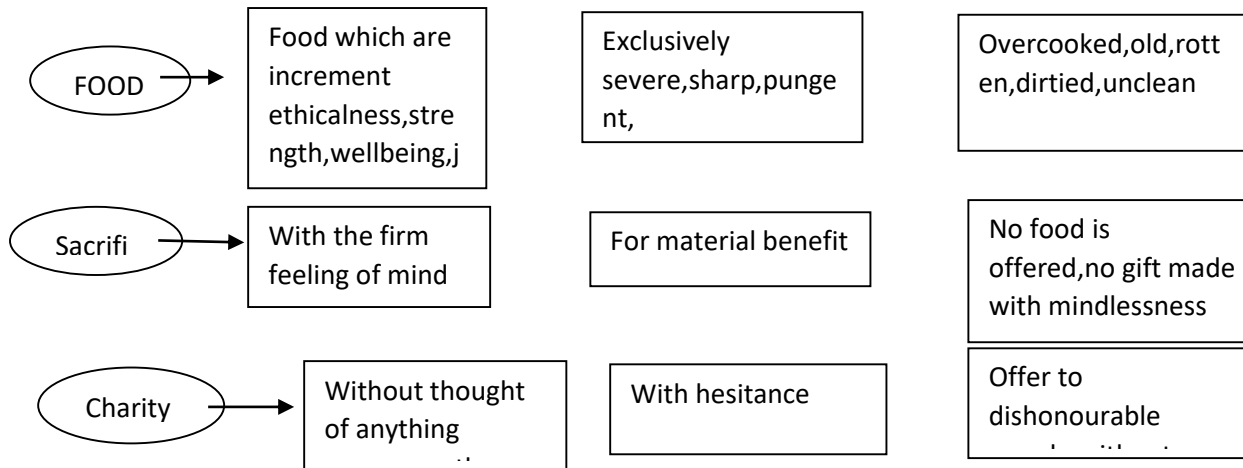 FOOD
Food which are
increment
ethicalness,stre
ngth,wellbeing,j
Exclusively
severe,sharp,punge
nt,
Overcooked,old,rott
en,dirtied,unclean
Sacrifi
With the firm
feeling of mind
For material benefit
No food is
offered,no gift made
with mindlessness
Charity
Without thought
of anything
With hesitance
Offer to
dishonourable